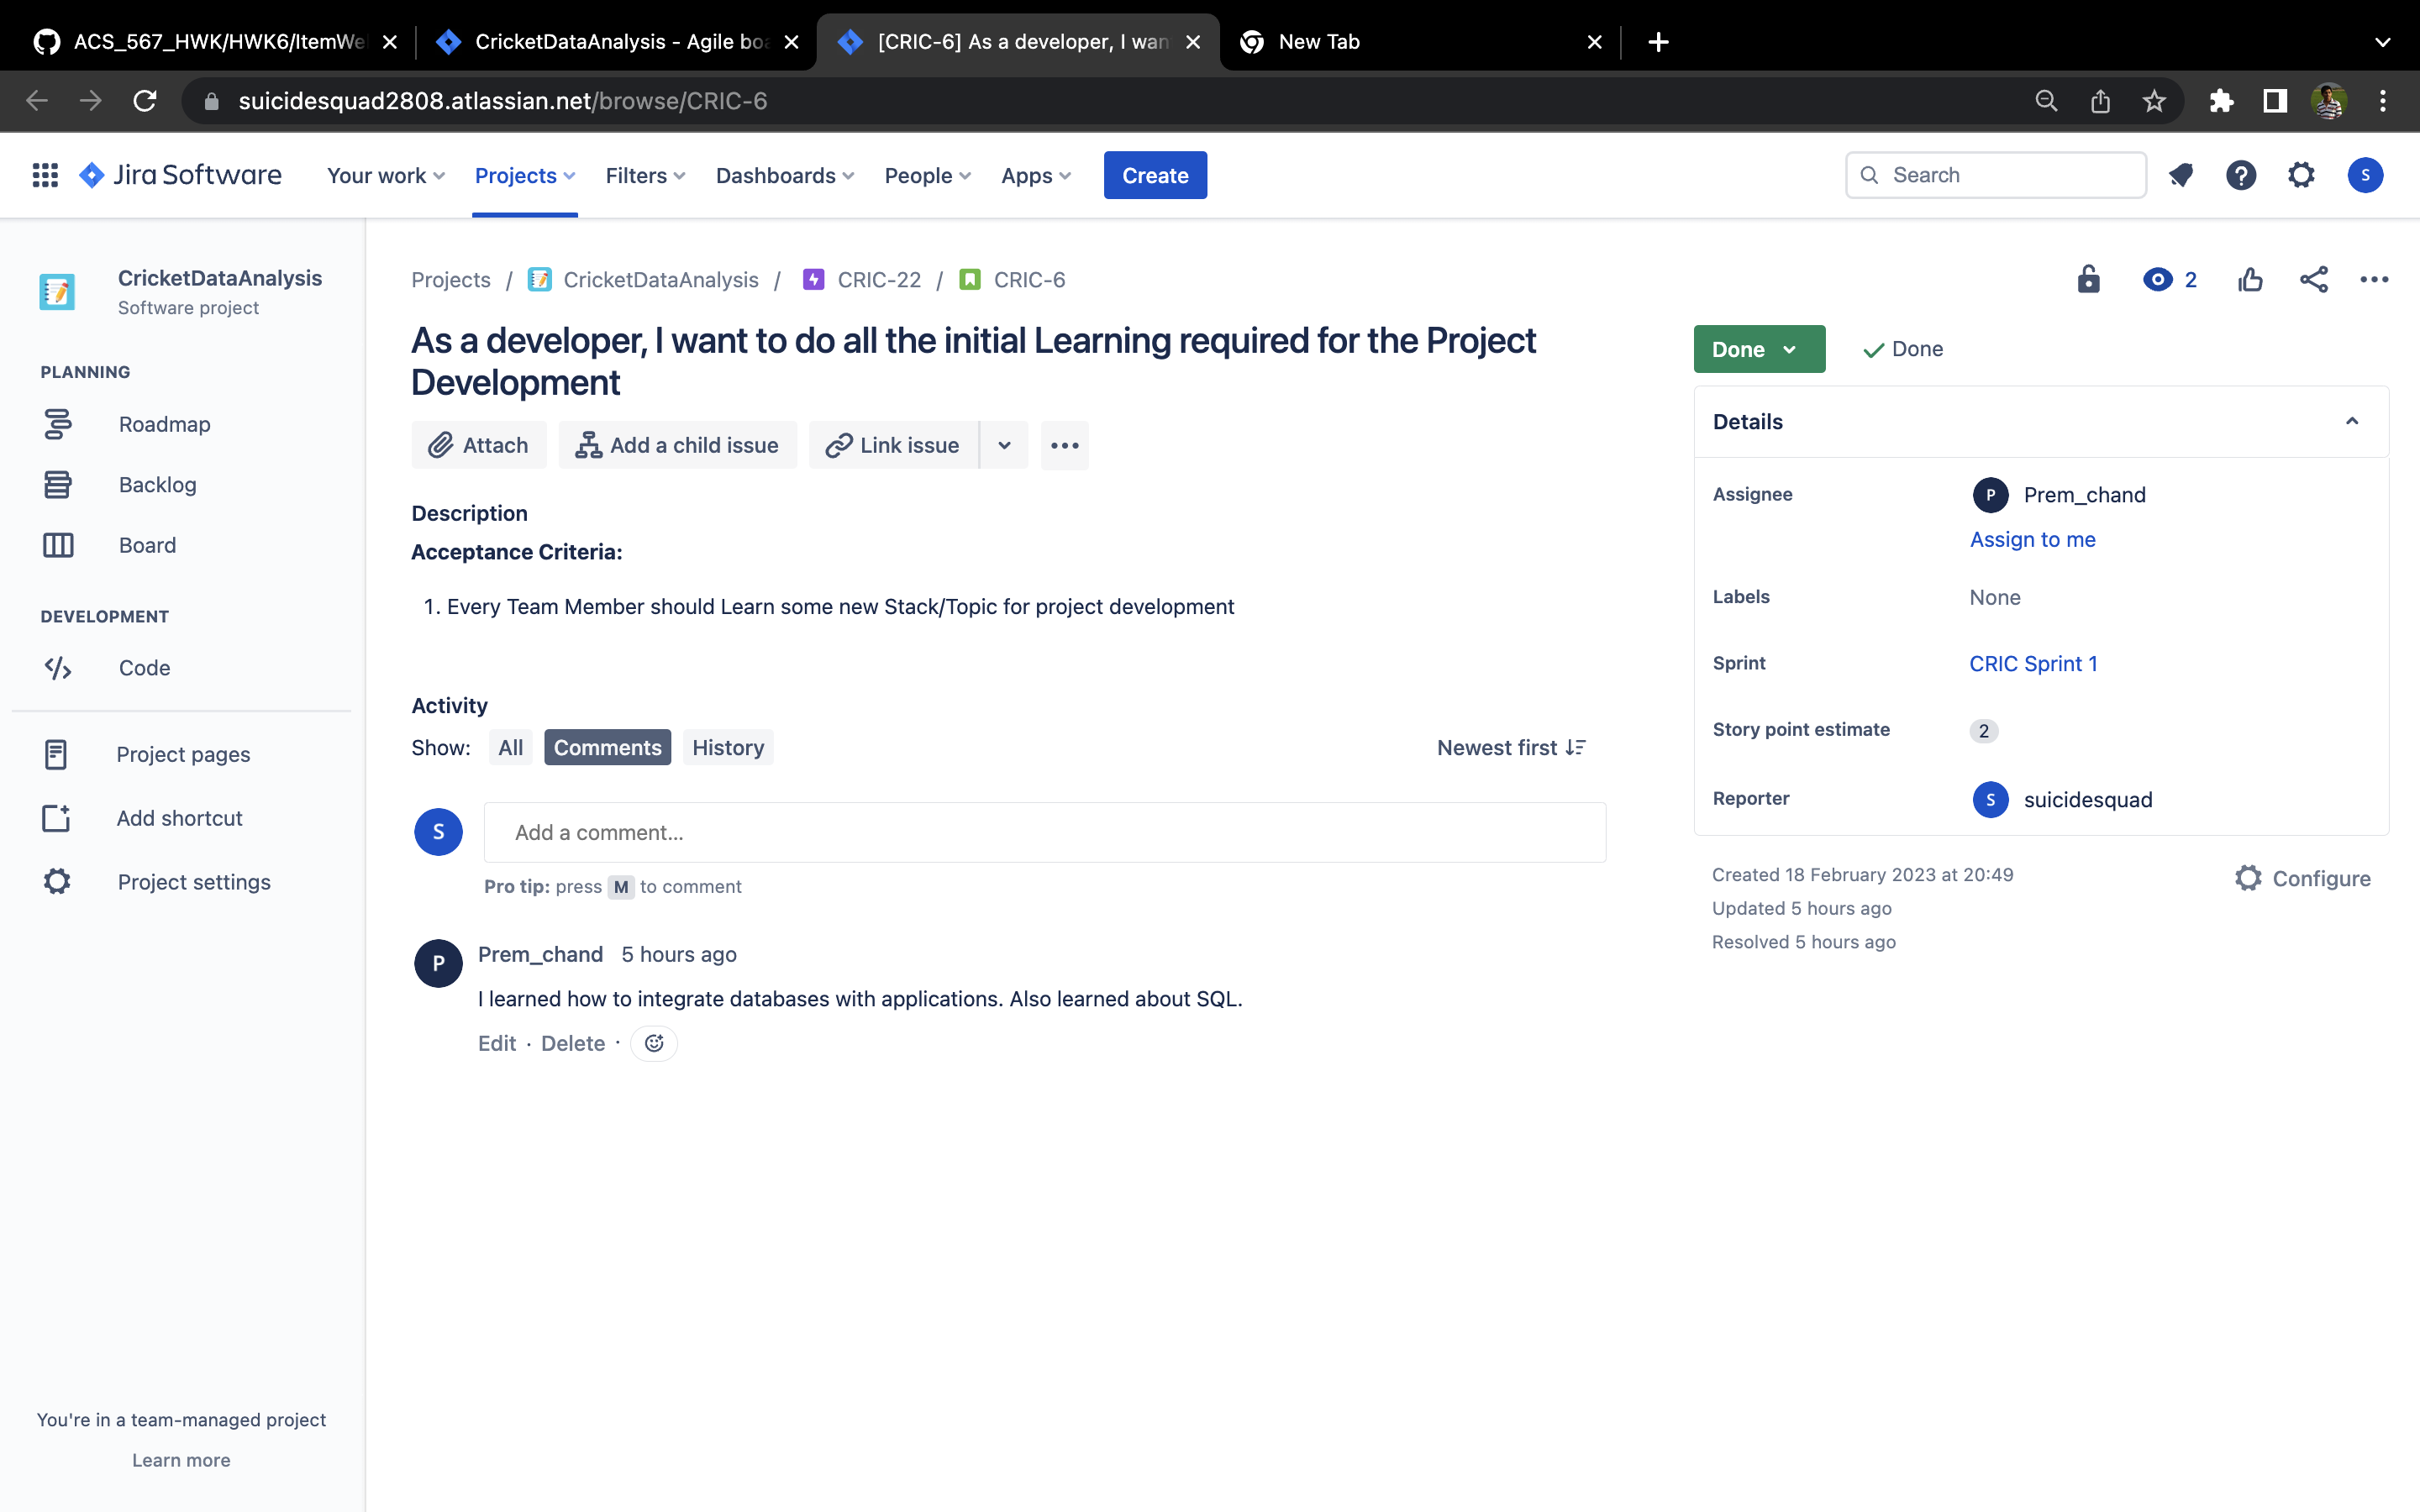 ACS_567_HWK/HWK6/ItemWe
CricketDataAnalysis - Agile boa
[CRIC-6] As a developer, I wan
New Tab
suicidesquad2808.atlassian.net/browse/CRIC-6
Jira Software
Your work
Projects
Filters
Dashboards
People
Apps
Create
Search
S
CricketDataAnalysis
Software project
PLANNING
Roadmap
Backlog
Board
DEVELOPMENT
Code
Project pages
Add shortcut
Project settings
You're in a team-managed project
Learn more
Projects / CricketDataAnalysis / CRIC-22 / CRIC-6
2
As a developer, I want to do all the initial Learning required for the Project
Development
Attach
Add a child issue
Link issue
Description
Acceptance Criteria:
1. Every Team Member should Learn some new Stack/Topic for project development
Activity
Show: All Comments History
Newest first
S
Add a comment...
Pro tip: press M to comment
P
Prem_chand 5 hours ago
I learned how to integrate databases with applications. Also learned about SQL.
Edit · Delete ·
Done
Done
Details
Assignee
P Prem_chand
Assign to me
Labels
None
Sprint
CRIC Sprint 1
Story point estimate
2
Reporter
S suicidesquad
Created 18 February 2023 at 20:49
Updated 5 hours ago
Resolved 5 hours ago
Configure